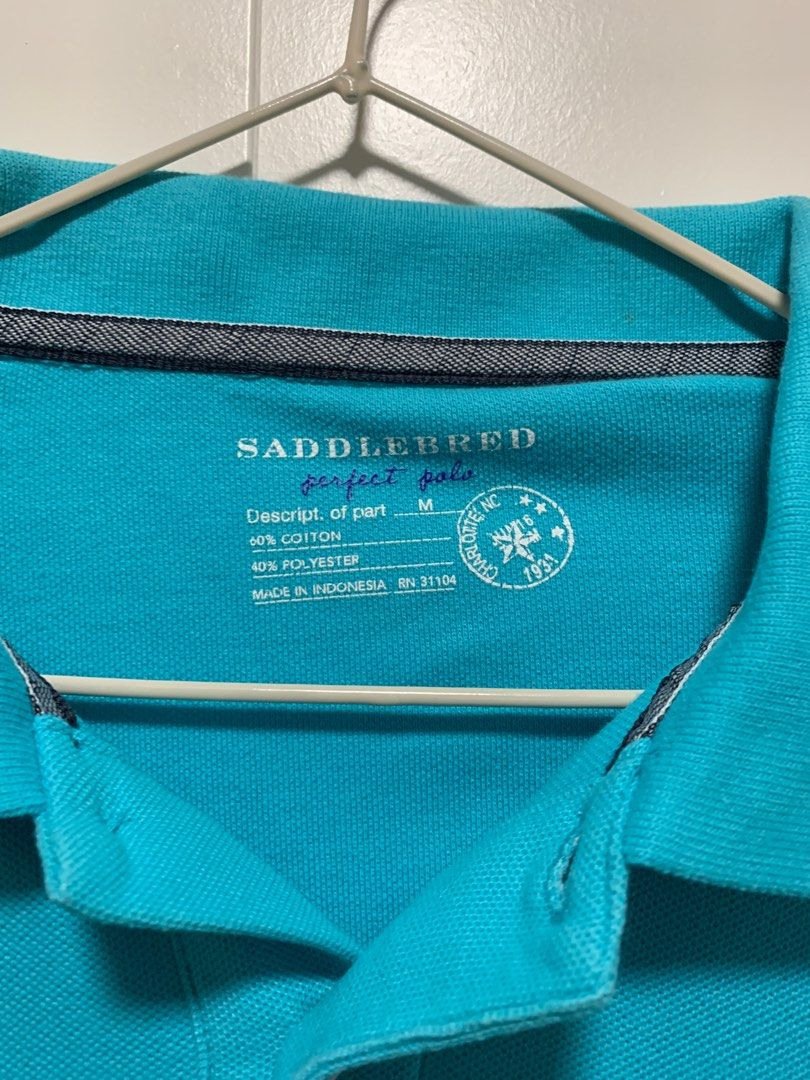 SADDLEBRED
perfect polo
Descript. of part M
60% COTTON
40% POLYESTER
MADE IN INDONESIA RN 31104
CHARLOTTE, NC
1931